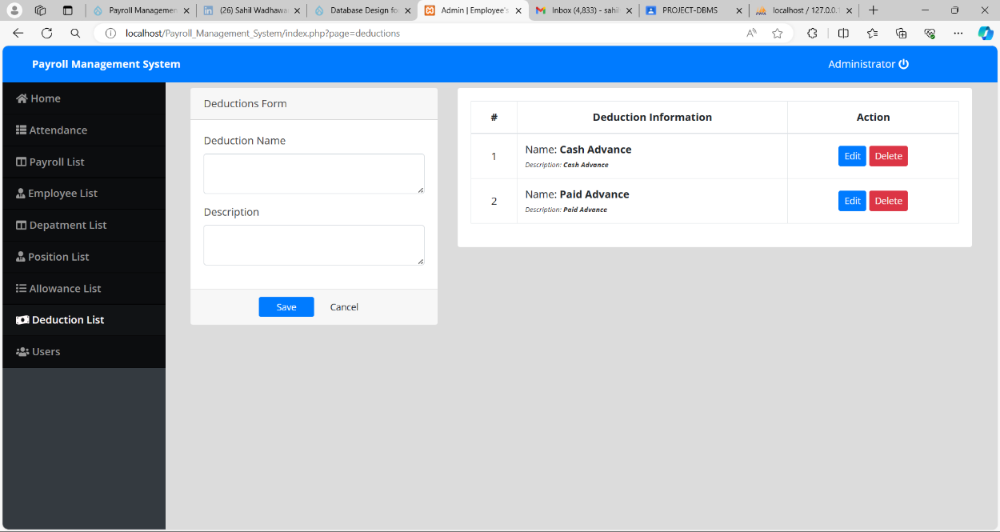 Payroll Managemen
(26) Sahil Wadhawa
Database Design fo
Admin | Employee's
Inbox (4,833) - sahil
PROJECT-DBMS
localhost / 127.0.0.1
localhost/Payroll_Management_System/index.php?page=deductions
Payroll Management System
Administrator
Home
Attendance
Payroll List
Employee List
Depatment List
Position List
Allowance List
Deduction List
Users
Deductions Form
Deduction Name
Description
Save Cancel
# Deduction Information Action
1 Name: Cash Advance Edit Delete
Description: Cash Advance
2 Name: Paid Advance Edit Delete
Description: Paid Advance